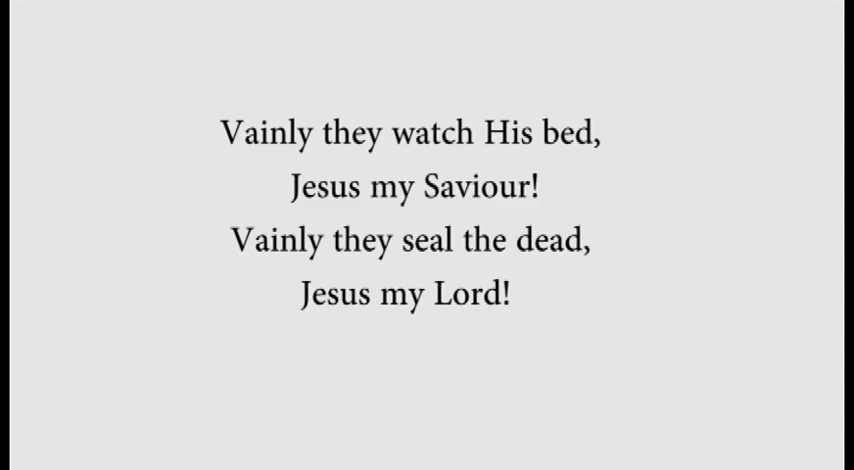 Vainly they watch His bed,
Jesus my Saviour!
Vainly they seal the dead,
Jesus my Lord!